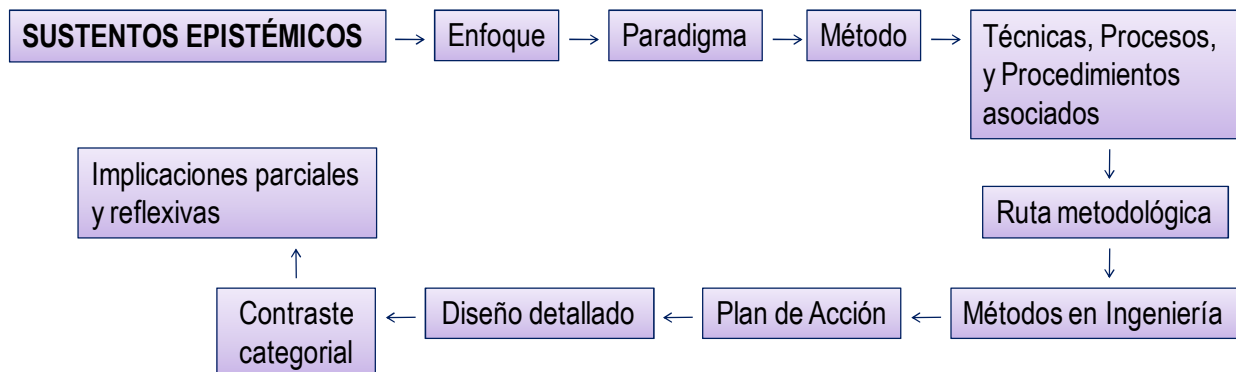 SUSTENTOS EPISTÉMICOS
Enfoque
Paradigma
Método
Técnicas, Procesos,
y Procedimientos
asociados
Ruta metodológica
Métodos en Ingeniería
Plan de Acción
Diseño detallado
Contraste
categorial
Implicaciones parciales
y reflexivas